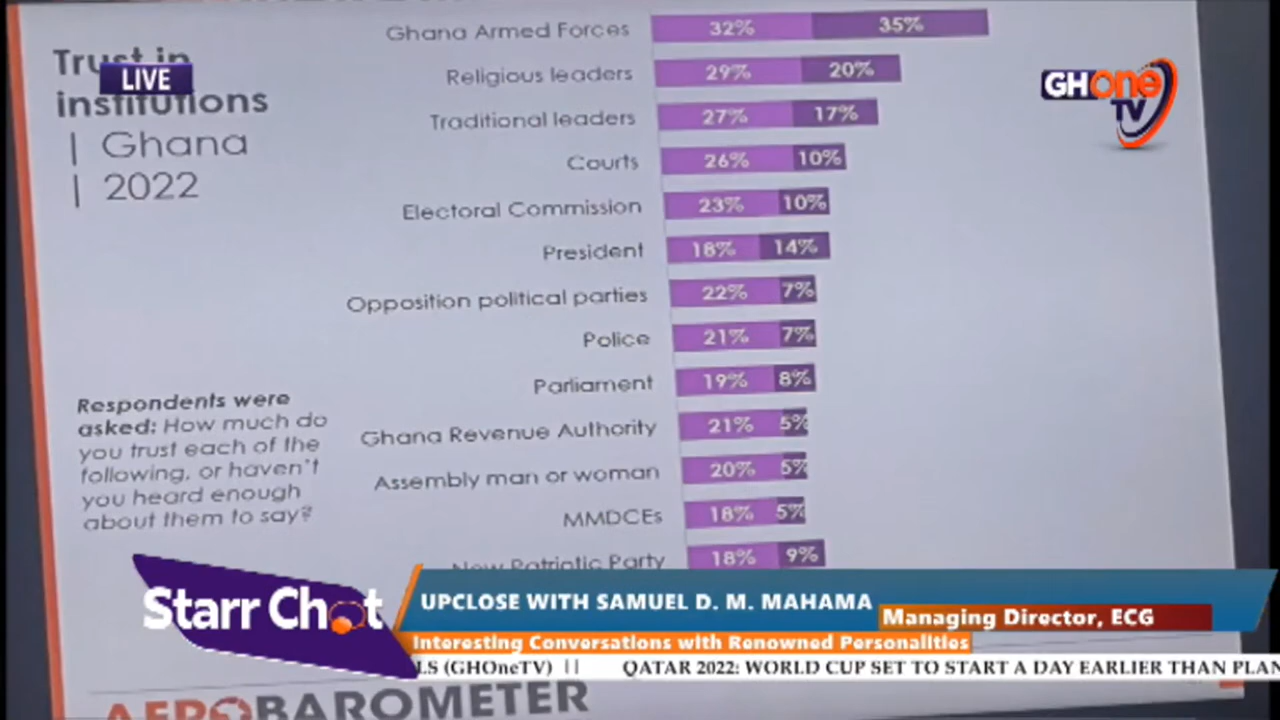 Trust in
institutions
| Ghana
| 2022
LIVE
GHOne
TV
Ghana Armed Forces 32% 35%
Religious leaders 29% 20%
Traditional leaders 27% 17%
Courts 26% 10%
Electoral Commission 23% 10%
President 18% 14%
Opposition political parties 22% 7%
Police 21% 7%
Parliament 19% 8%
Ghana Revenue Authority 21% 5%
Assembly man or woman 20% 5%
MMDCEs 18% 5%
New Patriotic Party 18% 9%
Respondents were
asked: How much do
you trust each of the
following, or haven't
you heard enough
about them to say?
Starr Chat
UPCLOSE WITH SAMUEL D. M. MAHAMA
Managing Director, ECG
Interesting Conversations with Renowned Personalities
LS (GHOneTV) || QATAR 2022: WORLD CUP SET TO START A DAY EARLIER THAN PLAN
AFROBAROMETER